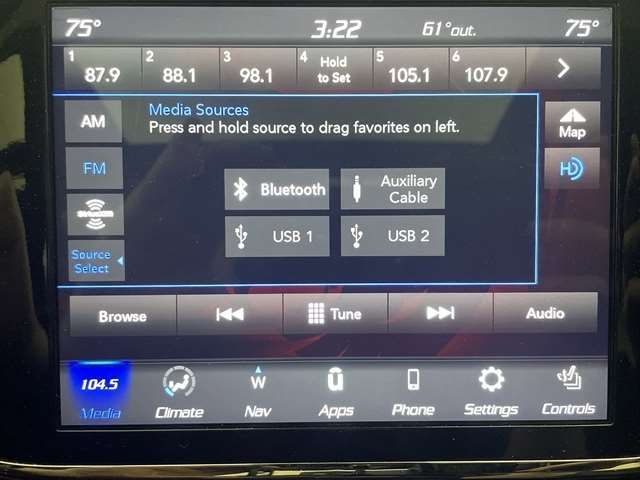 75° 3:22 61°out. 75°
1 87.9 2 88.1 3 98.1 4 Hold to Set 5 105.1 6 107.9
AM
Media Sources
Press and hold source to drag favorites on left.
Map
FM
HD
Bluetooth
Auxiliary Cable
SiriusXM
USB 1
USB 2
Source Select
Browse Tune Audio
104.5 W u
Media Climate Nav Apps Phone Settings Controls